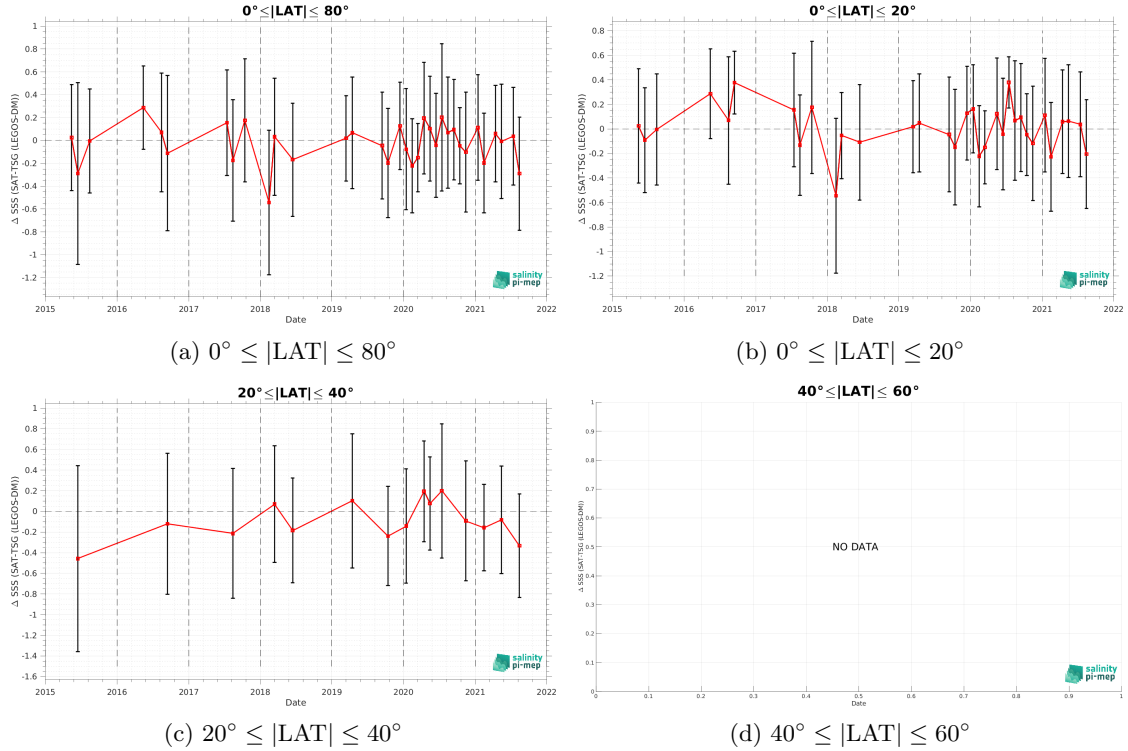 0°≤|LAT|≤ 80°
1
0.8
0.6
0.4
0.2
0
-0.2
-0.4
-0.6
-0.8
-1
-1.2
Δ SSS (SAT-TSG (LEGOS-DM))
2015 2016 2017 2018 2019 2020 2021 2022
Date
salinity
pi-mep
(a) 0° ≤ |LAT| ≤ 80°
0°≤|LAT|≤ 20°
0.8
0.6
0.4
0.2
0
-0.2
-0.4
-0.6
-0.8
-1
-1.2
Δ SSS (SAT-TSG (LEGOS-DM))
2015 2016 2017 2018 2019 2020 2021 2022
Date
salinity
pi-mep
(b) 0° ≤ |LAT| ≤ 20°
20°≤|LAT|≤ 40°
1
0.8
0.6
0.4
0.2
0
-0.2
-0.4
-0.6
-0.8
-1
-1.2
-1.4
-1.6
Δ SSS (SAT-TSG (LEGOS-DM))
2015 2016 2017 2018 2019 2020 2021 2022
Date
salinity
pi-mep
(c) 20° ≤ |LAT| ≤ 40°
40°≤|LAT|≤ 60°
1
0.9
0.8
0.7
0.6
0.5
0.4
0.3
0.2
0.1
0
Δ SSS (SAT-TSG (LEGOS-DM))
NO DATA
0 0.1 0.2 0.3 0.4 0.5 0.6 0.7 0.8 0.9 1
Date
salinity
pi-mep
(d) 40° ≤ |LAT| ≤ 60°